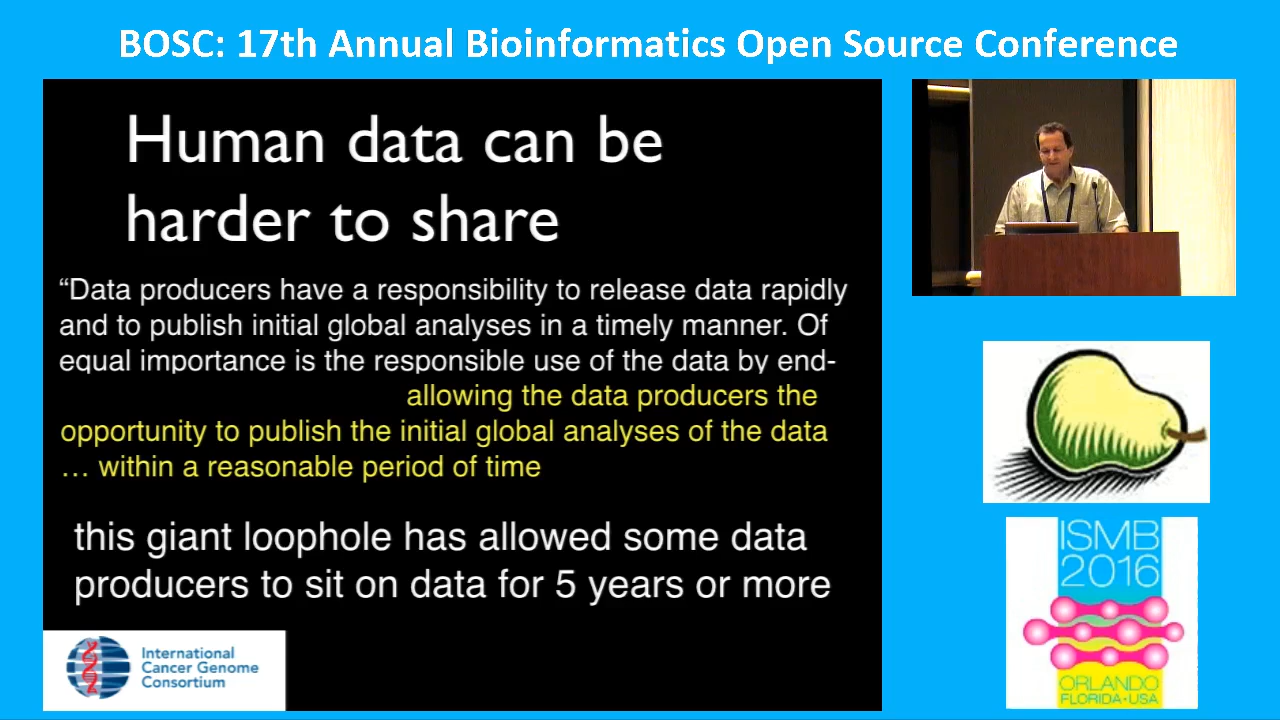 BOSC: 17th Annual Bioinformatics Open Source Conference
Human data can be
harder to share
“Data producers have a responsibility to release data rapidly
and to publish initial global analyses in a timely manner. Of
equal importance is the responsible use of the data by end-
allowing the data producers the
opportunity to publish the initial global analyses of the data
… within a reasonable period of time
this giant loophole has allowed some data
producers to sit on data for 5 years or more
International
Cancer Genome
Consortium
ISMB
2016
ORLANDO
FLORIDA•USA